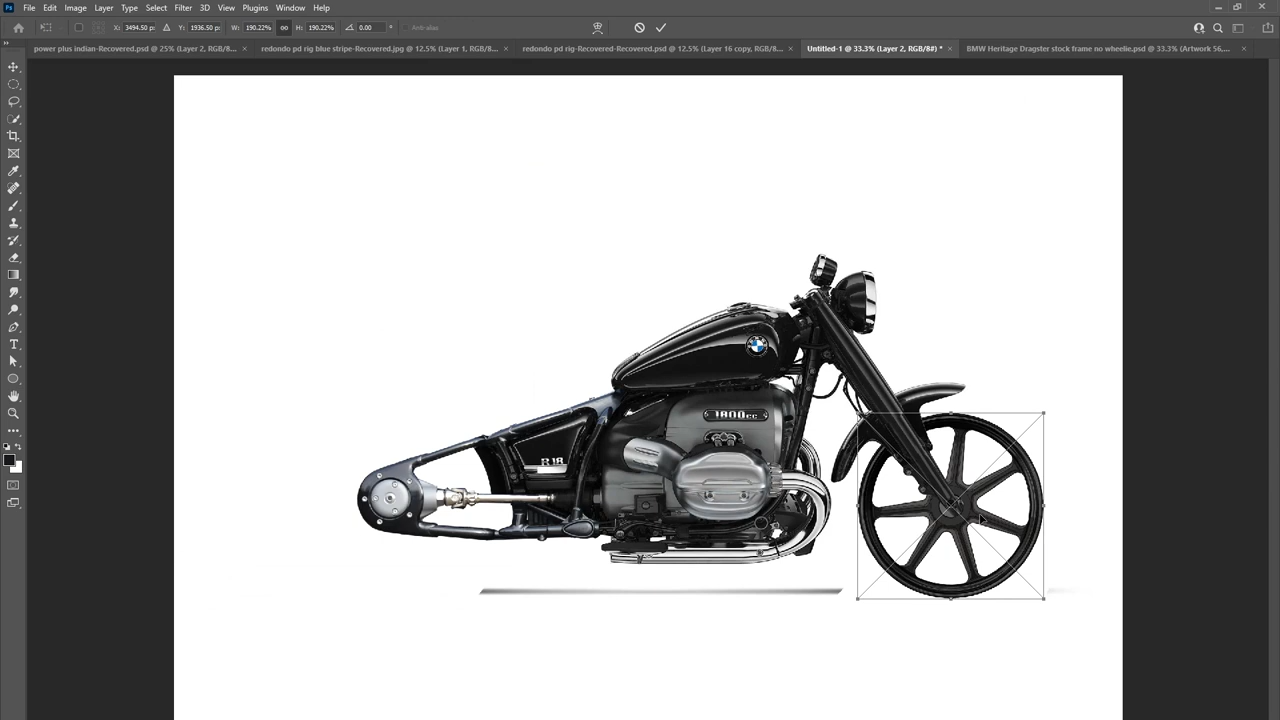 Ps File Edit Image Layer Type Select Filter 3D View Plugins Window Help
X: 3494.50 p Y: 1936.50 p W: 190.22% H: 190.22% 0.00 ° Anti-alias
power plus indian-Recovered.psd @ 25% (Layer 2, RGB/8... × redondo pd rig blue stripe-Recovered.jpg @ 12.5% (Layer 1, RGB/8... × redondo pd rig-Recovered-Recovered.psd @ 12.5% (Layer 16 copy, RGB/8... × Untitled-1 @ 33.3% (Layer 2, RGB/8#) * × BMW Heritage Dragster stock frame no wheelie.psd @ 33.3% (Artwork 56,... ×
1800cc
R 18